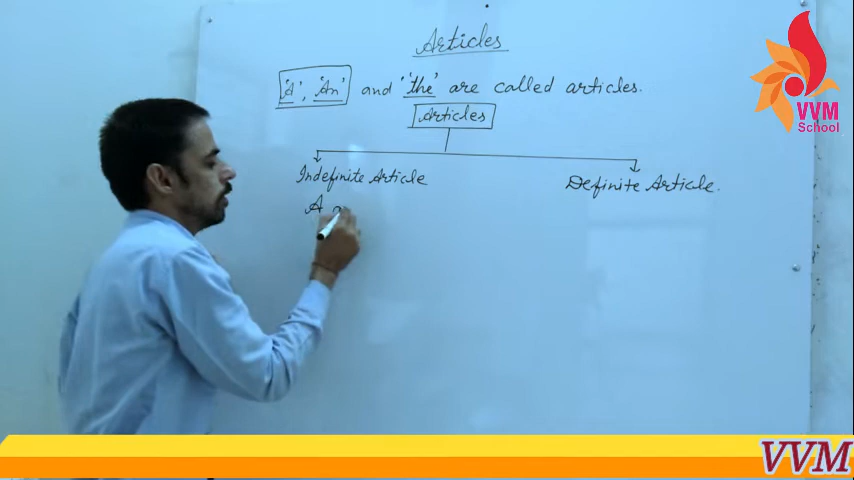 Articles
'A', 'An' and 'the' are called articles.
Articles
Indefinite Article
Definite Article.
A
VVM
School
VVM